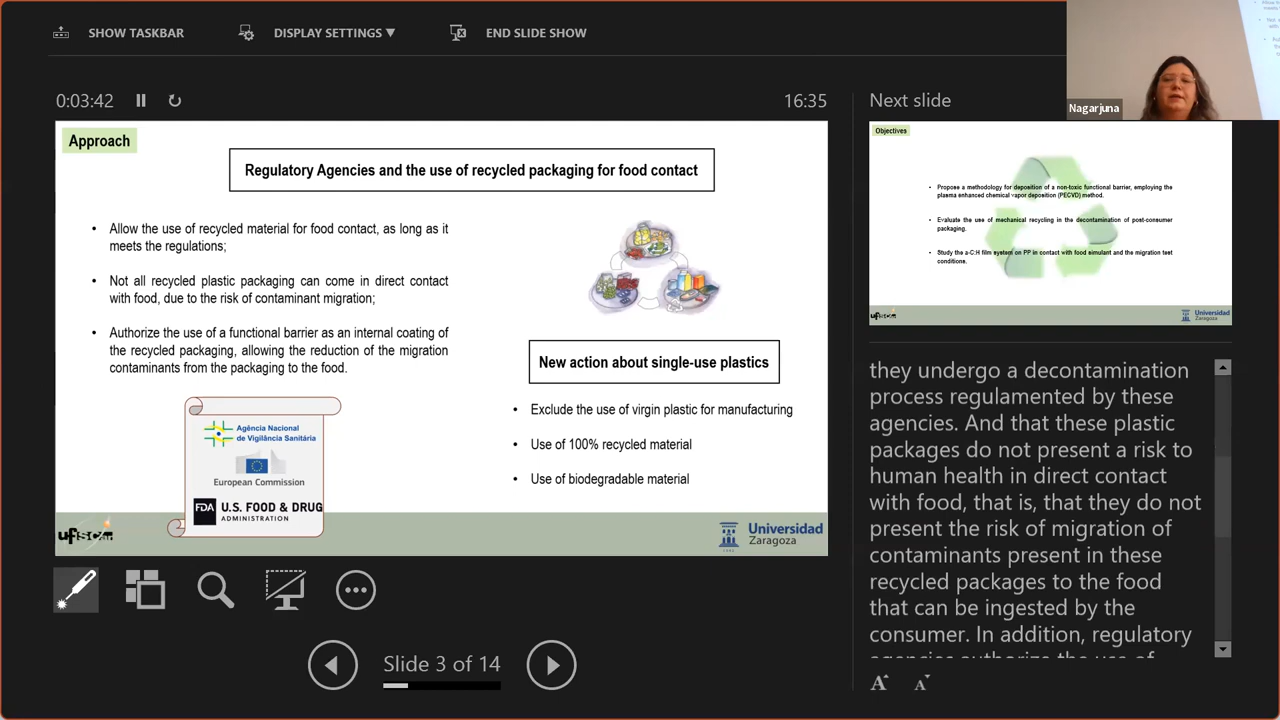 SHOW TASKBAR
DISPLAY SETTINGS ▼
END SLIDE SHOW
Nagarjuna
0:03:42
16:35
Next slide
Approach
Regulatory Agencies and the use of recycled packaging for food contact
• Allow the use of recycled material for food contact, as long as it
meets the regulations;
• Not all recycled plastic packaging can come in direct contact
with food, due to the risk of contaminant migration;
• Authorize the use of a functional barrier as an internal coating of
the recycled packaging, allowing the reduction of the migration
contaminants from the packaging to the food.
Agência Nacional
de Vigilância Sanitária
European Commission
FDA U.S. FOOD & DRUG
ADMINISTRATION
New action about single-use plastics
• Exclude the use of virgin plastic for manufacturing
• Use of 100% recycled material
• Use of biodegradable material
Universidad
Zaragoza
Objectives
• Propose a methodology for deposition of a non-toxic functional barrier, employing the
plasma enhanced chemical vapor deposition (PECVD) method.
• Evaluate the use of mechanical recycling in the decontamination of post-consumer
packaging.
• Study the a-C:H film system on PP in contact with food simulant and the migration test
conditions.
Universidad
Zaragoza
they undergo a decontamination
process regulamented by these
agencies. And that these plastic
packages do not present a risk to
human health in direct contact
with food, that is, that they do not
present the risk of migration of
contaminants present in these
recycled packages to the food
that can be ingested by the
consumer. In addition, regulatory
agencies authorize the use of
Slide 3 of 14
A A